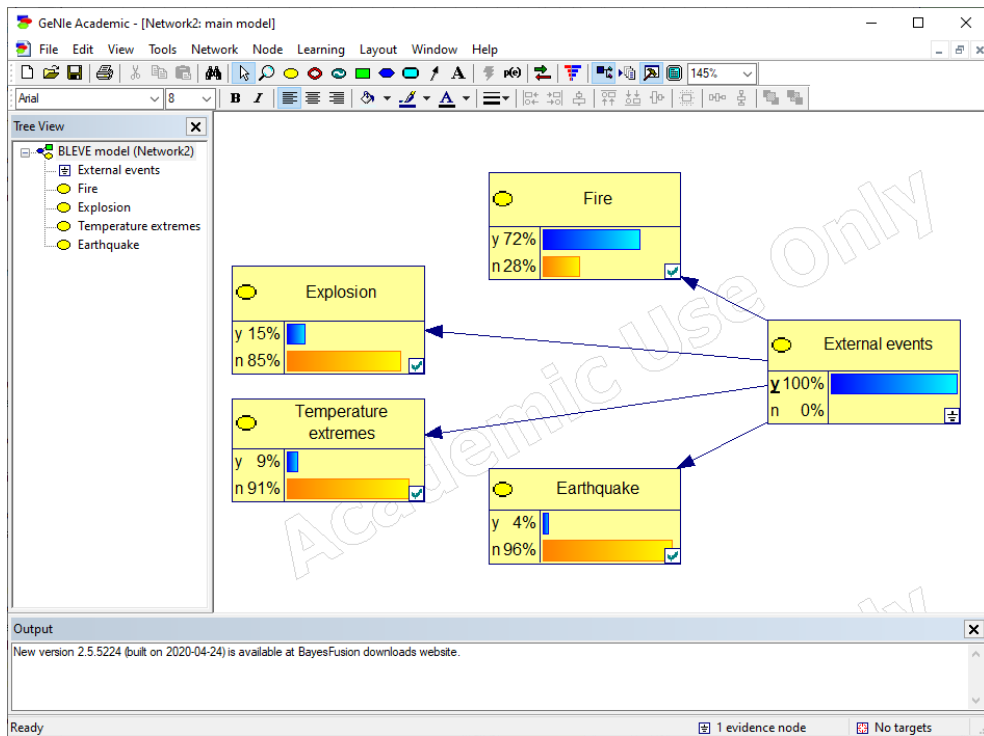 GeNIe Academic - [Network2: main model]
File Edit View Tools Network Node Learning Layout Window Help
A p(e) 145%
Arial 8 B I A
Tree View
BLEVE model (Network2)
External events
Fire
Explosion
Temperature extremes
Earthquake
Fire
y 72%
n 28%
Explosion
y 15%
n 85%
External events
y 100%
n 0%
Temperature
extremes
y 9%
n 91%
Earthquake
y 4%
n 96%
Academic Use Only
Output
New version 2.5.5224 (built on 2020-04-24) is available at BayesFusion downloads website.
Ready 1 evidence node No targets